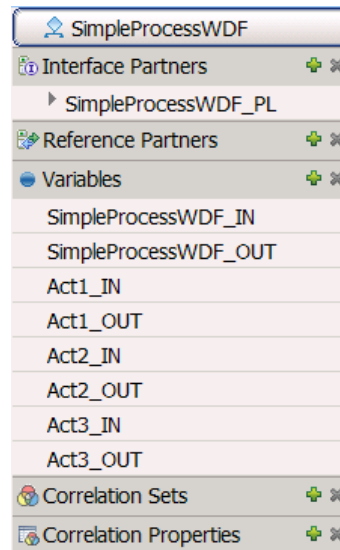 SimpleProcessWDF
Interface Partners
SimpleProcessWDF_PL
Reference Partners
Variables
SimpleProcessWDF_IN
SimpleProcessWDF_OUT
Act1_IN
Act1_OUT
Act2_IN
Act2_OUT
Act3_IN
Act3_OUT
Correlation Sets
Correlation Properties